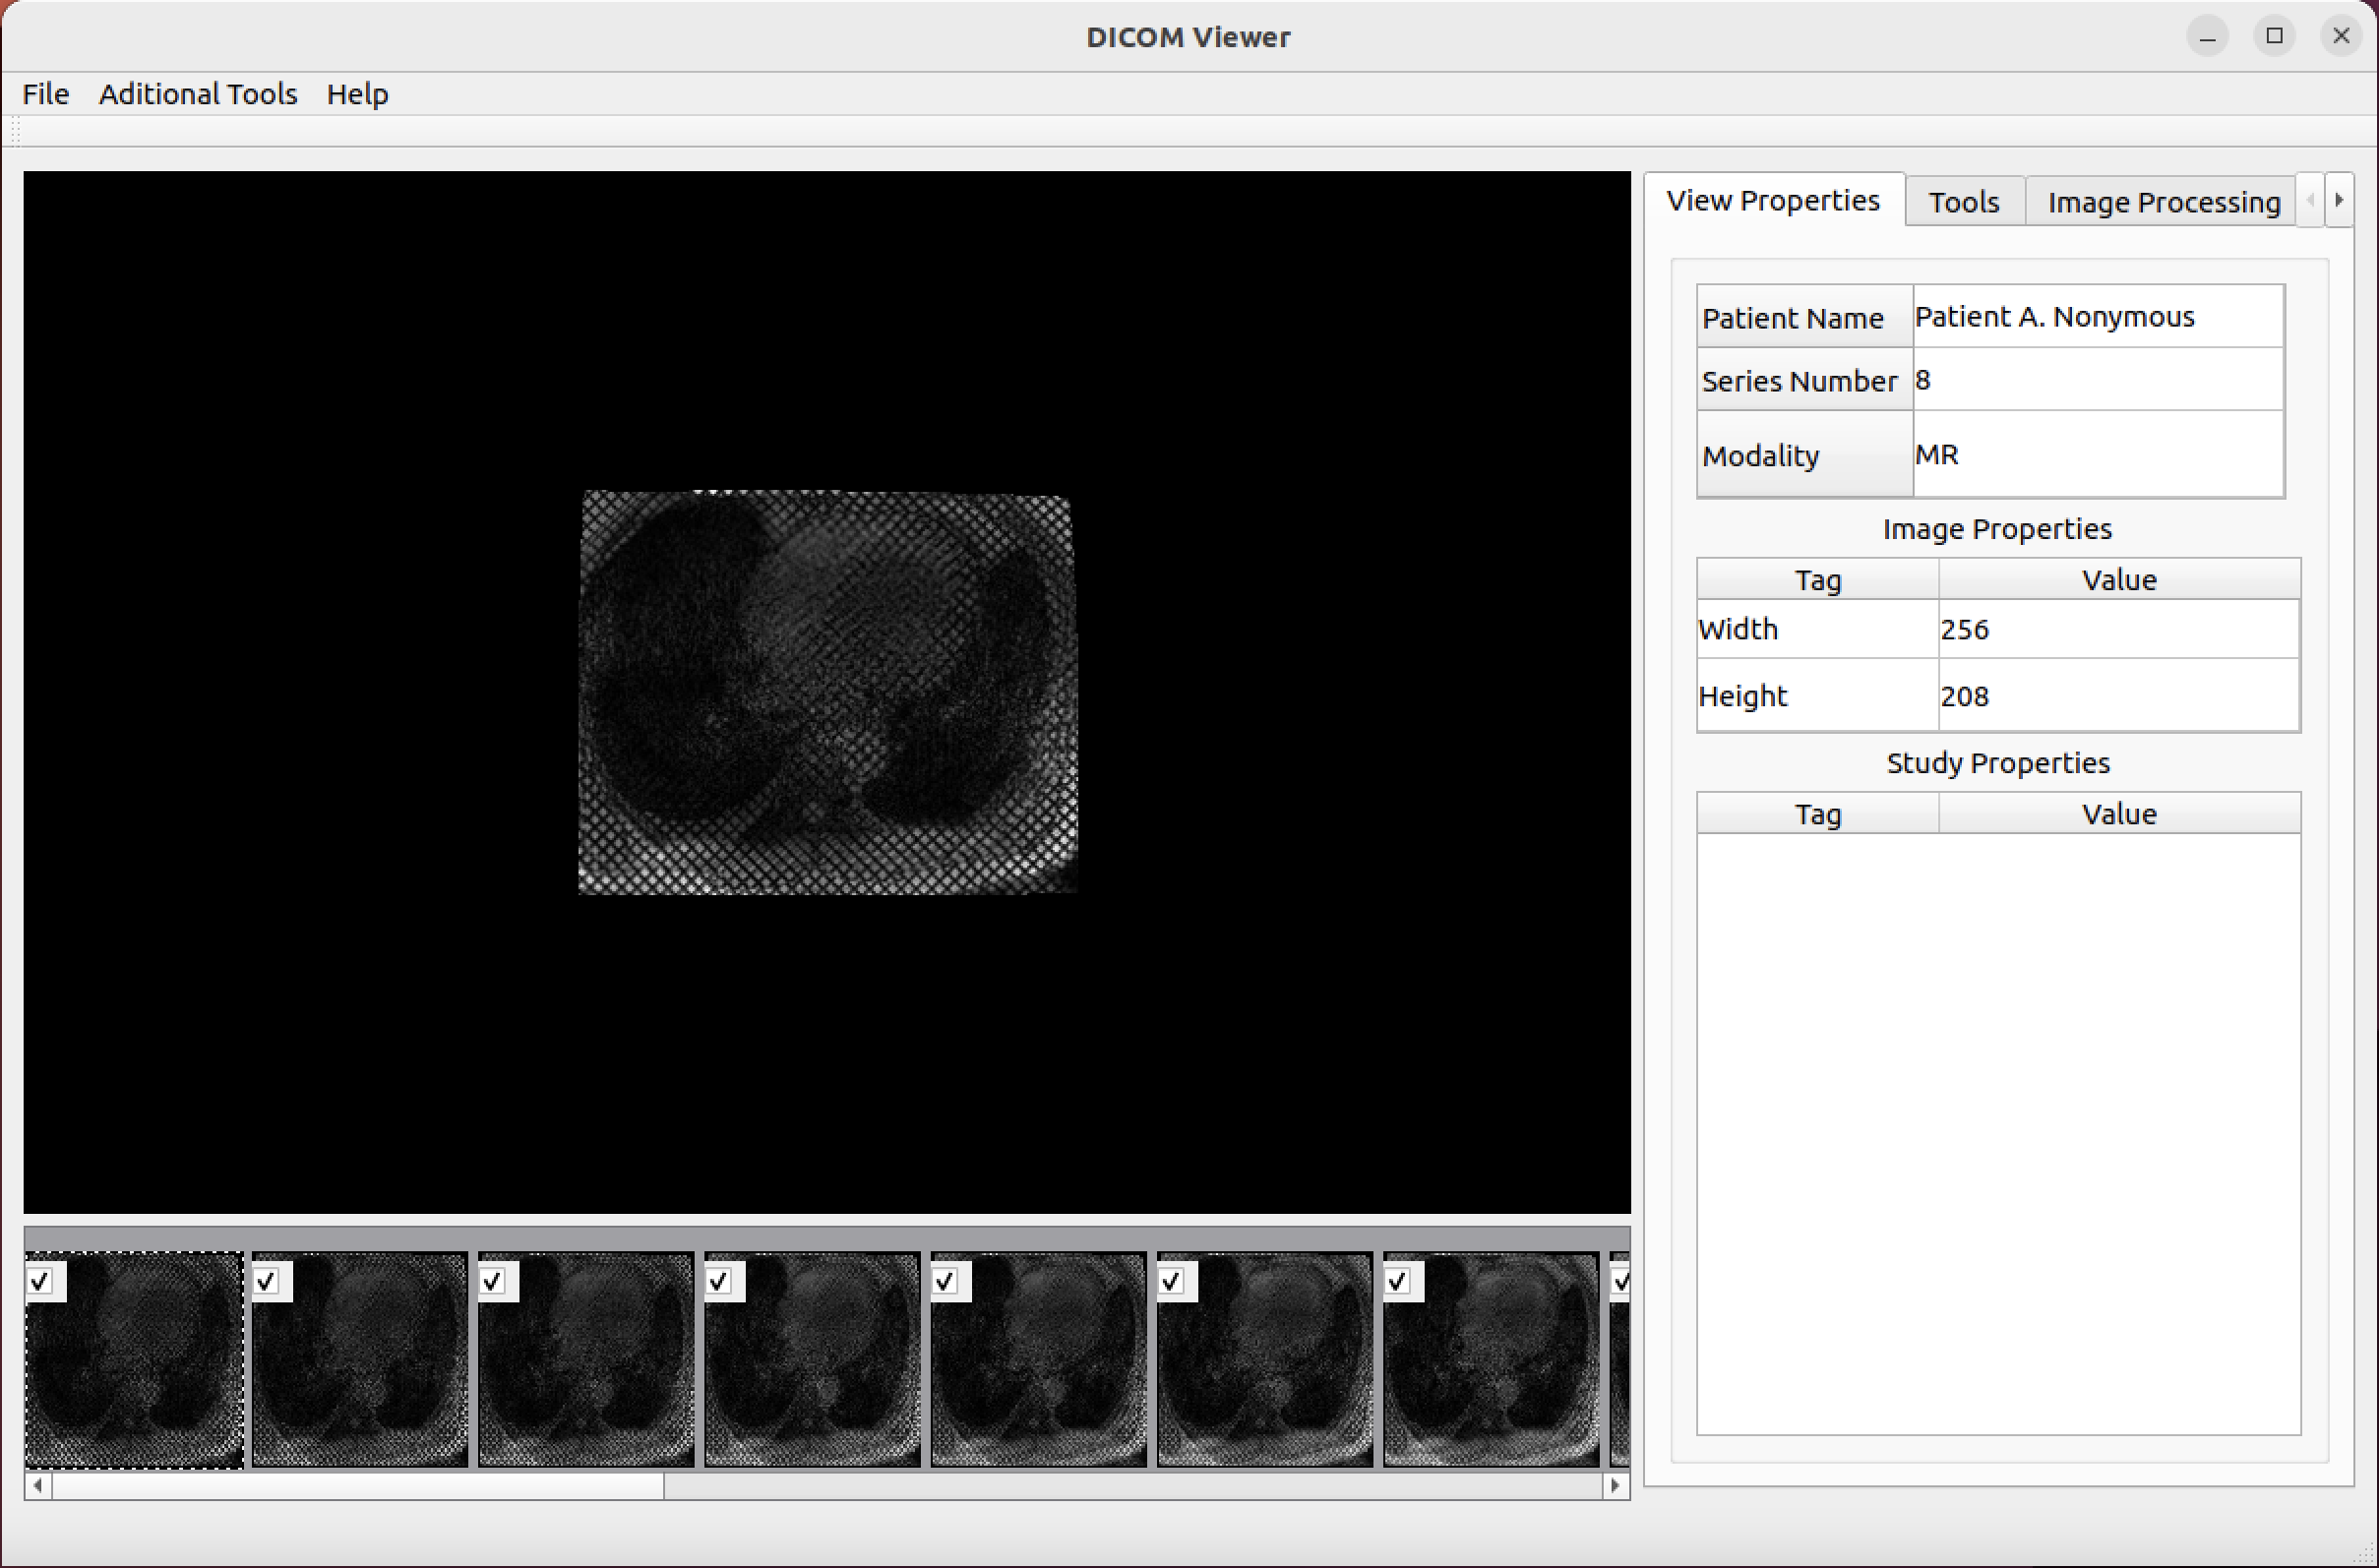 DICOM Viewer
File Aditional Tools Help
View Properties Tools Image Processing
Patient Name Patient A. Nonymous
Series Number 8
Modality MR
Image Properties
Tag Value
Width 256
Height 208
Study Properties
Tag Value